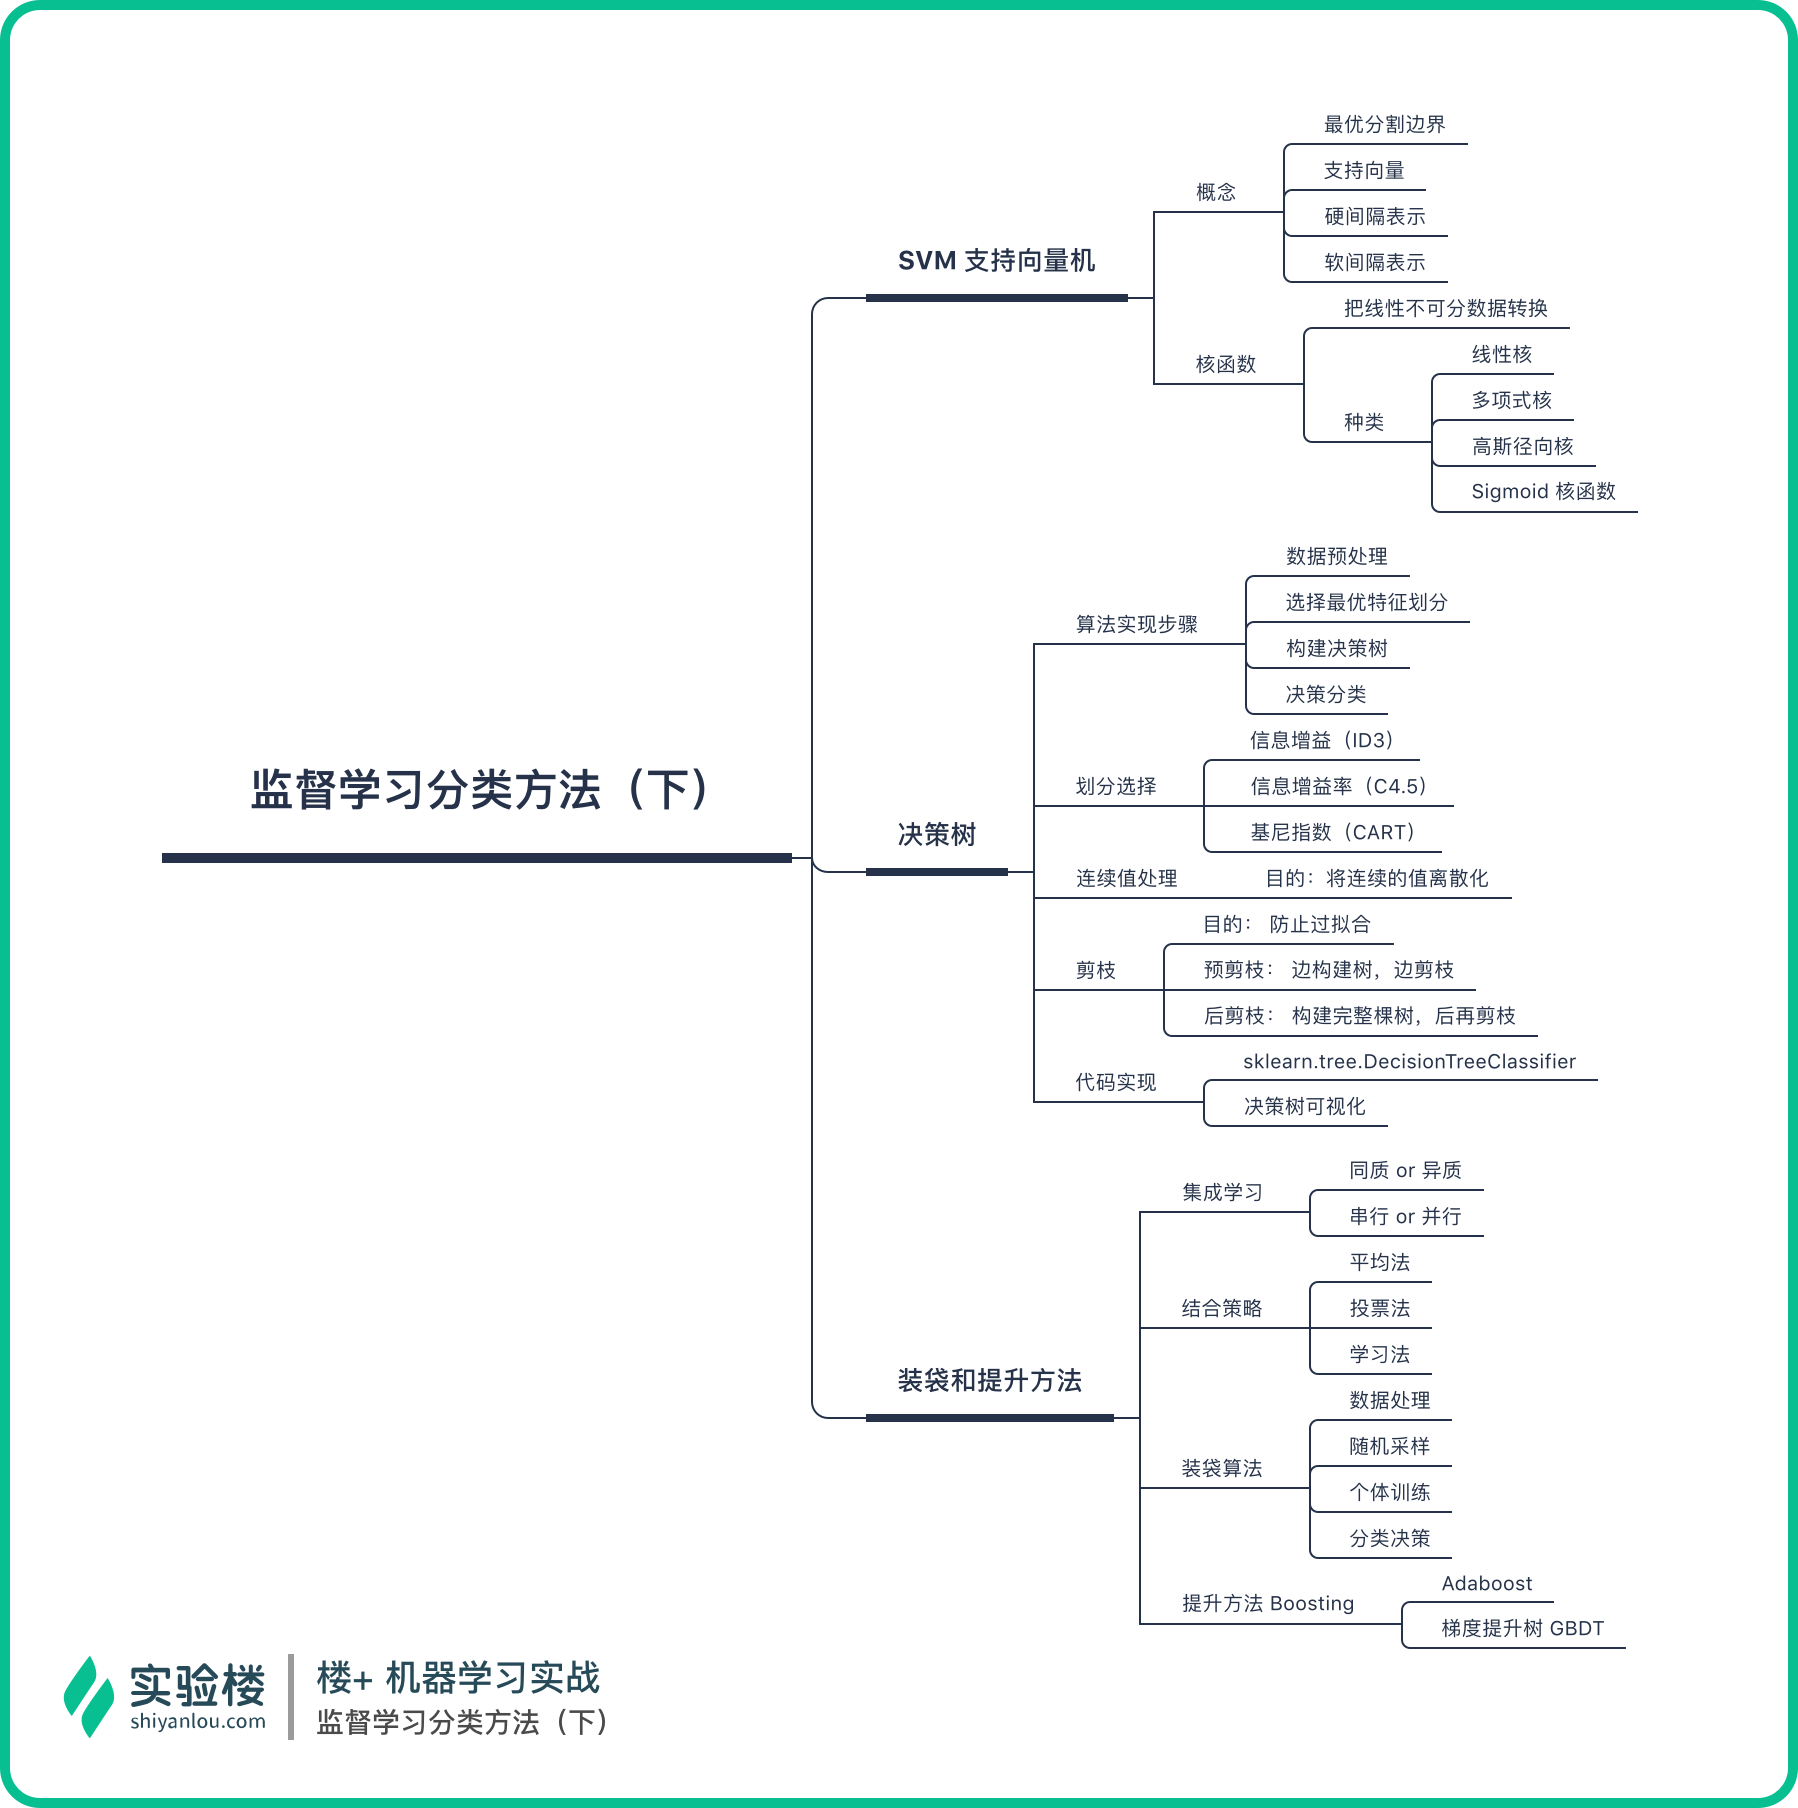 监督学习分类方法（下）
SVM 支持向量机
概念
最优分割边界
支持向量
硬间隔表示
软间隔表示
核函数
把线性不可分数据转换
种类
线性核
多项式核
高斯径向核
Sigmoid 核函数
决策树
算法实现步骤
数据预处理
选择最优特征划分
构建决策树
决策分类
划分选择
信息增益（ID3）
信息增益率（C4.5）
基尼指数（CART）
连续值处理
目的：将连续的值离散化
剪枝
目的： 防止过拟合
预剪枝： 边构建树，边剪枝
后剪枝： 构建完整棵树，后再剪枝
代码实现
sklearn.tree.DecisionTreeClassifier
决策树可视化
装袋和提升方法
集成学习
同质 or 异质
串行 or 并行
结合策略
平均法
投票法
学习法
装袋算法
数据处理
随机采样
个体训练
分类决策
提升方法 Boosting
Adaboost
梯度提升树 GBDT
实验楼
shiyanlou.com
楼+ 机器学习实战
监督学习分类方法（下）